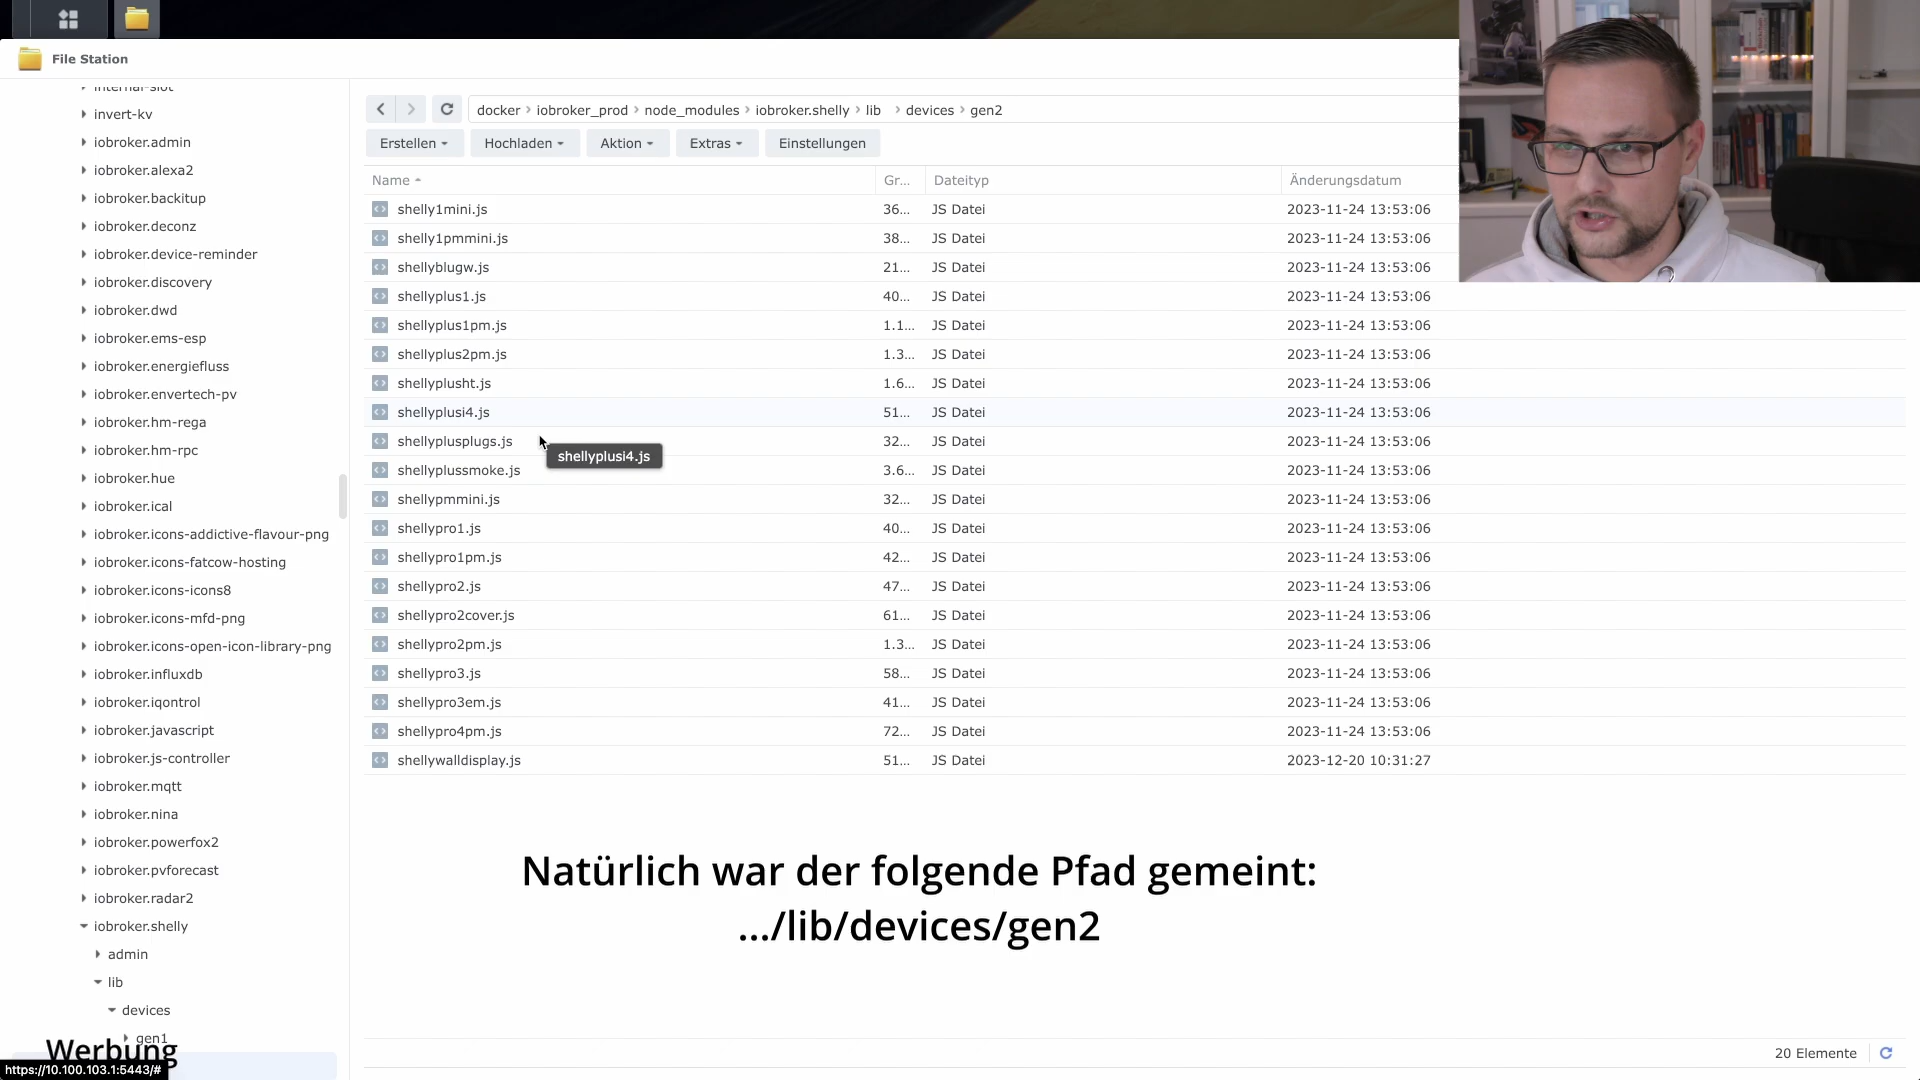 File Station
internal-slot
invert-kv
iobroker.admin
iobroker.alexa2
iobroker.backitup
iobroker.deconz
iobroker.device-reminder
iobroker.discovery
iobroker.dwd
iobroker.ems-esp
iobroker.energiefluss
iobroker.envertech-pv
iobroker.hm-rega
iobroker.hm-rpc
iobroker.hue
iobroker.ical
iobroker.icons-addictive-flavour-png
iobroker.icons-fatcow-hosting
iobroker.icons-icons8
iobroker.icons-mfd-png
iobroker.icons-open-icon-library-png
iobroker.influxdb
iobroker.iqontrol
iobroker.javascript
iobroker.js-controller
iobroker.mqtt
iobroker.nina
iobroker.powerfox2
iobroker.pvforecast
iobroker.radar2
iobroker.shelly
admin
lib
devices
gen1
Werbung
https://10.100.103.1:5443/#
docker › iobroker_prod › node_modules › iobroker.shelly › lib › devices › gen2
Erstellen Hochladen Aktion Extras Einstellungen
Name Gr... Dateityp Änderungsdatum
shelly1mini.js 36... JS Datei 2023-11-24 13:53:06
shelly1pmmini.js 38... JS Datei 2023-11-24 13:53:06
shellyblugw.js 21... JS Datei 2023-11-24 13:53:06
shellyplus1.js 40... JS Datei 2023-11-24 13:53:06
shellyplus1pm.js 1.1... JS Datei 2023-11-24 13:53:06
shellyplus2pm.js 1.3... JS Datei 2023-11-24 13:53:06
shellyplusht.js 1.6... JS Datei 2023-11-24 13:53:06
shellyplusi4.js 51... JS Datei 2023-11-24 13:53:06
shellyplusplugs.js 32... JS Datei 2023-11-24 13:53:06
shellyplusi4.js
shellyplussmoke.js 3.6... JS Datei 2023-11-24 13:53:06
shellypmmini.js 32... JS Datei 2023-11-24 13:53:06
shellypro1.js 40... JS Datei 2023-11-24 13:53:06
shellypro1pm.js 42... JS Datei 2023-11-24 13:53:06
shellypro2.js 47... JS Datei 2023-11-24 13:53:06
shellypro2cover.js 61... JS Datei 2023-11-24 13:53:06
shellypro2pm.js 1.3... JS Datei 2023-11-24 13:53:06
shellypro3.js 58... JS Datei 2023-11-24 13:53:06
shellypro3em.js 41... JS Datei 2023-11-24 13:53:06
shellypro4pm.js 72... JS Datei 2023-11-24 13:53:06
shellywalldisplay.js 51... JS Datei 2023-12-20 10:31:27
Natürlich war der folgende Pfad gemeint:
.../lib/devices/gen2
20 Elemente